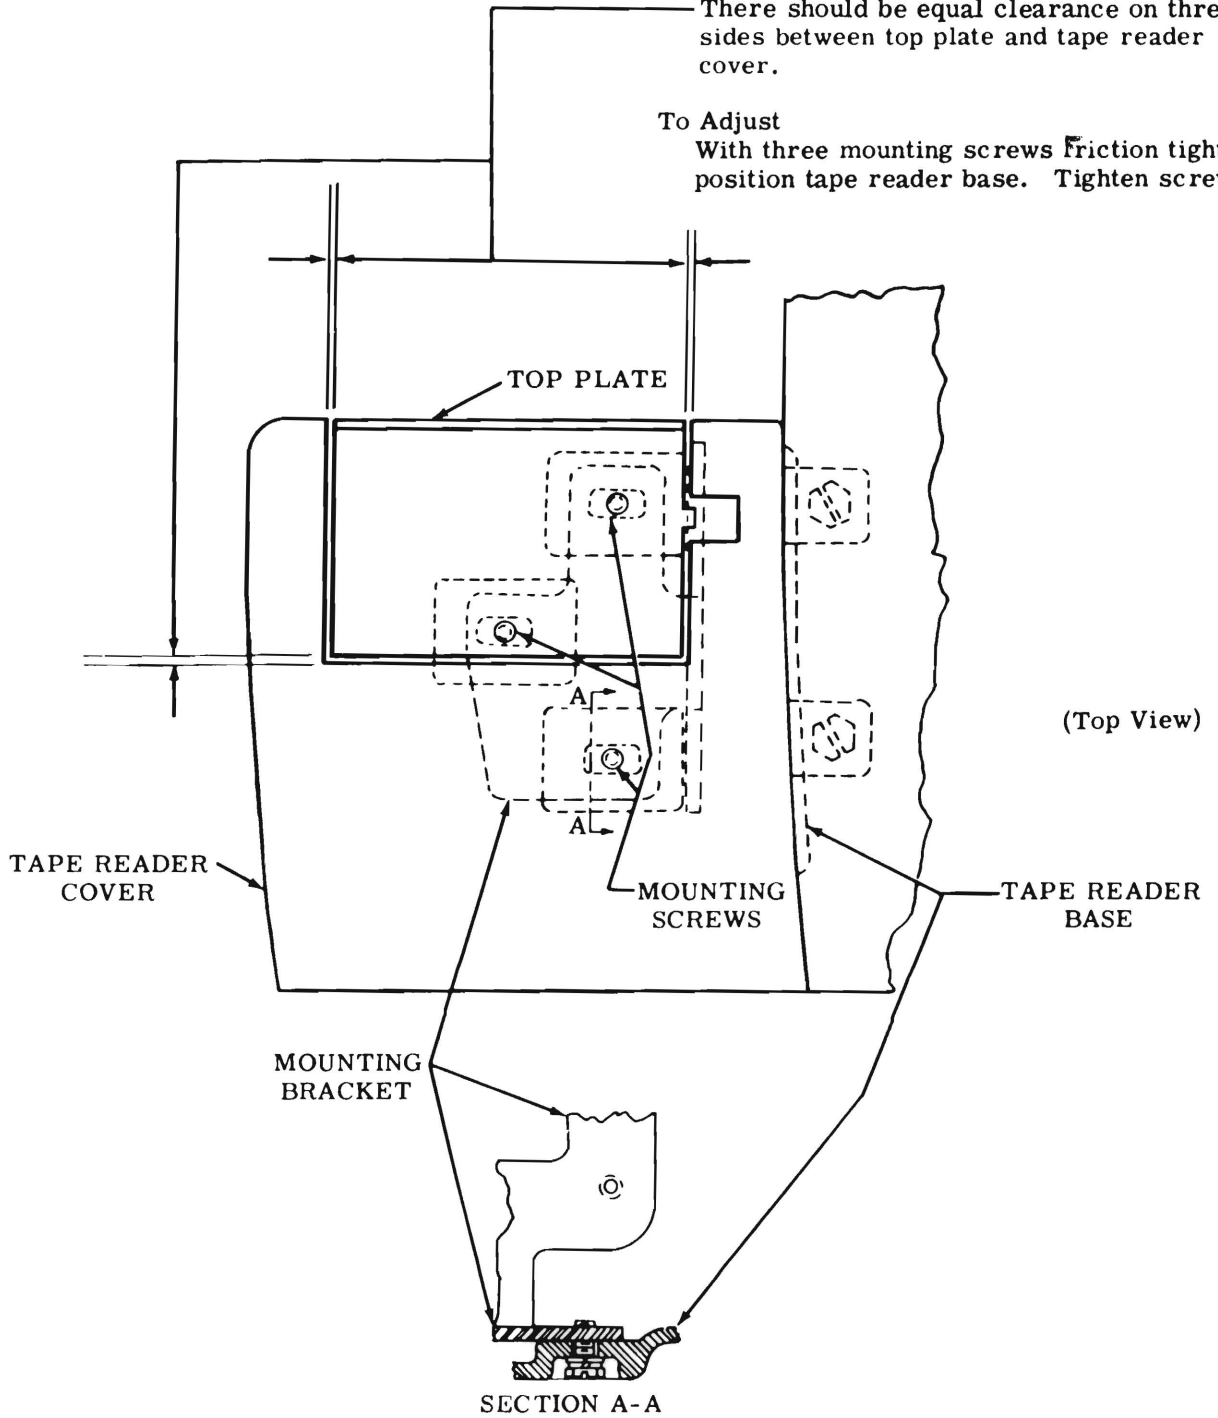 There should be equal clearance on thre
sides between top plate and tape reader
cover.
To Adjust
With three mounting screws Friction tight
position tape reader base. Tighten scre
TOP PLATE
A
(Top View)
A
TAPE READER
COVER
MOUNTING
SCREWS
TAPE READER
BASE
MOUNTING
BRACKET
SECTION A-A